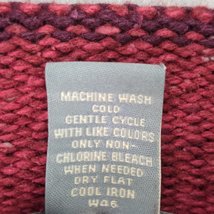 MACHINE WASH
COLD
GENTLE CYCLE
WITH LIKE COLORS
ONLY NON-
CHLORINE BLEACH
WHEN NEEDED
DRY FLAT
COOL IRON
W46